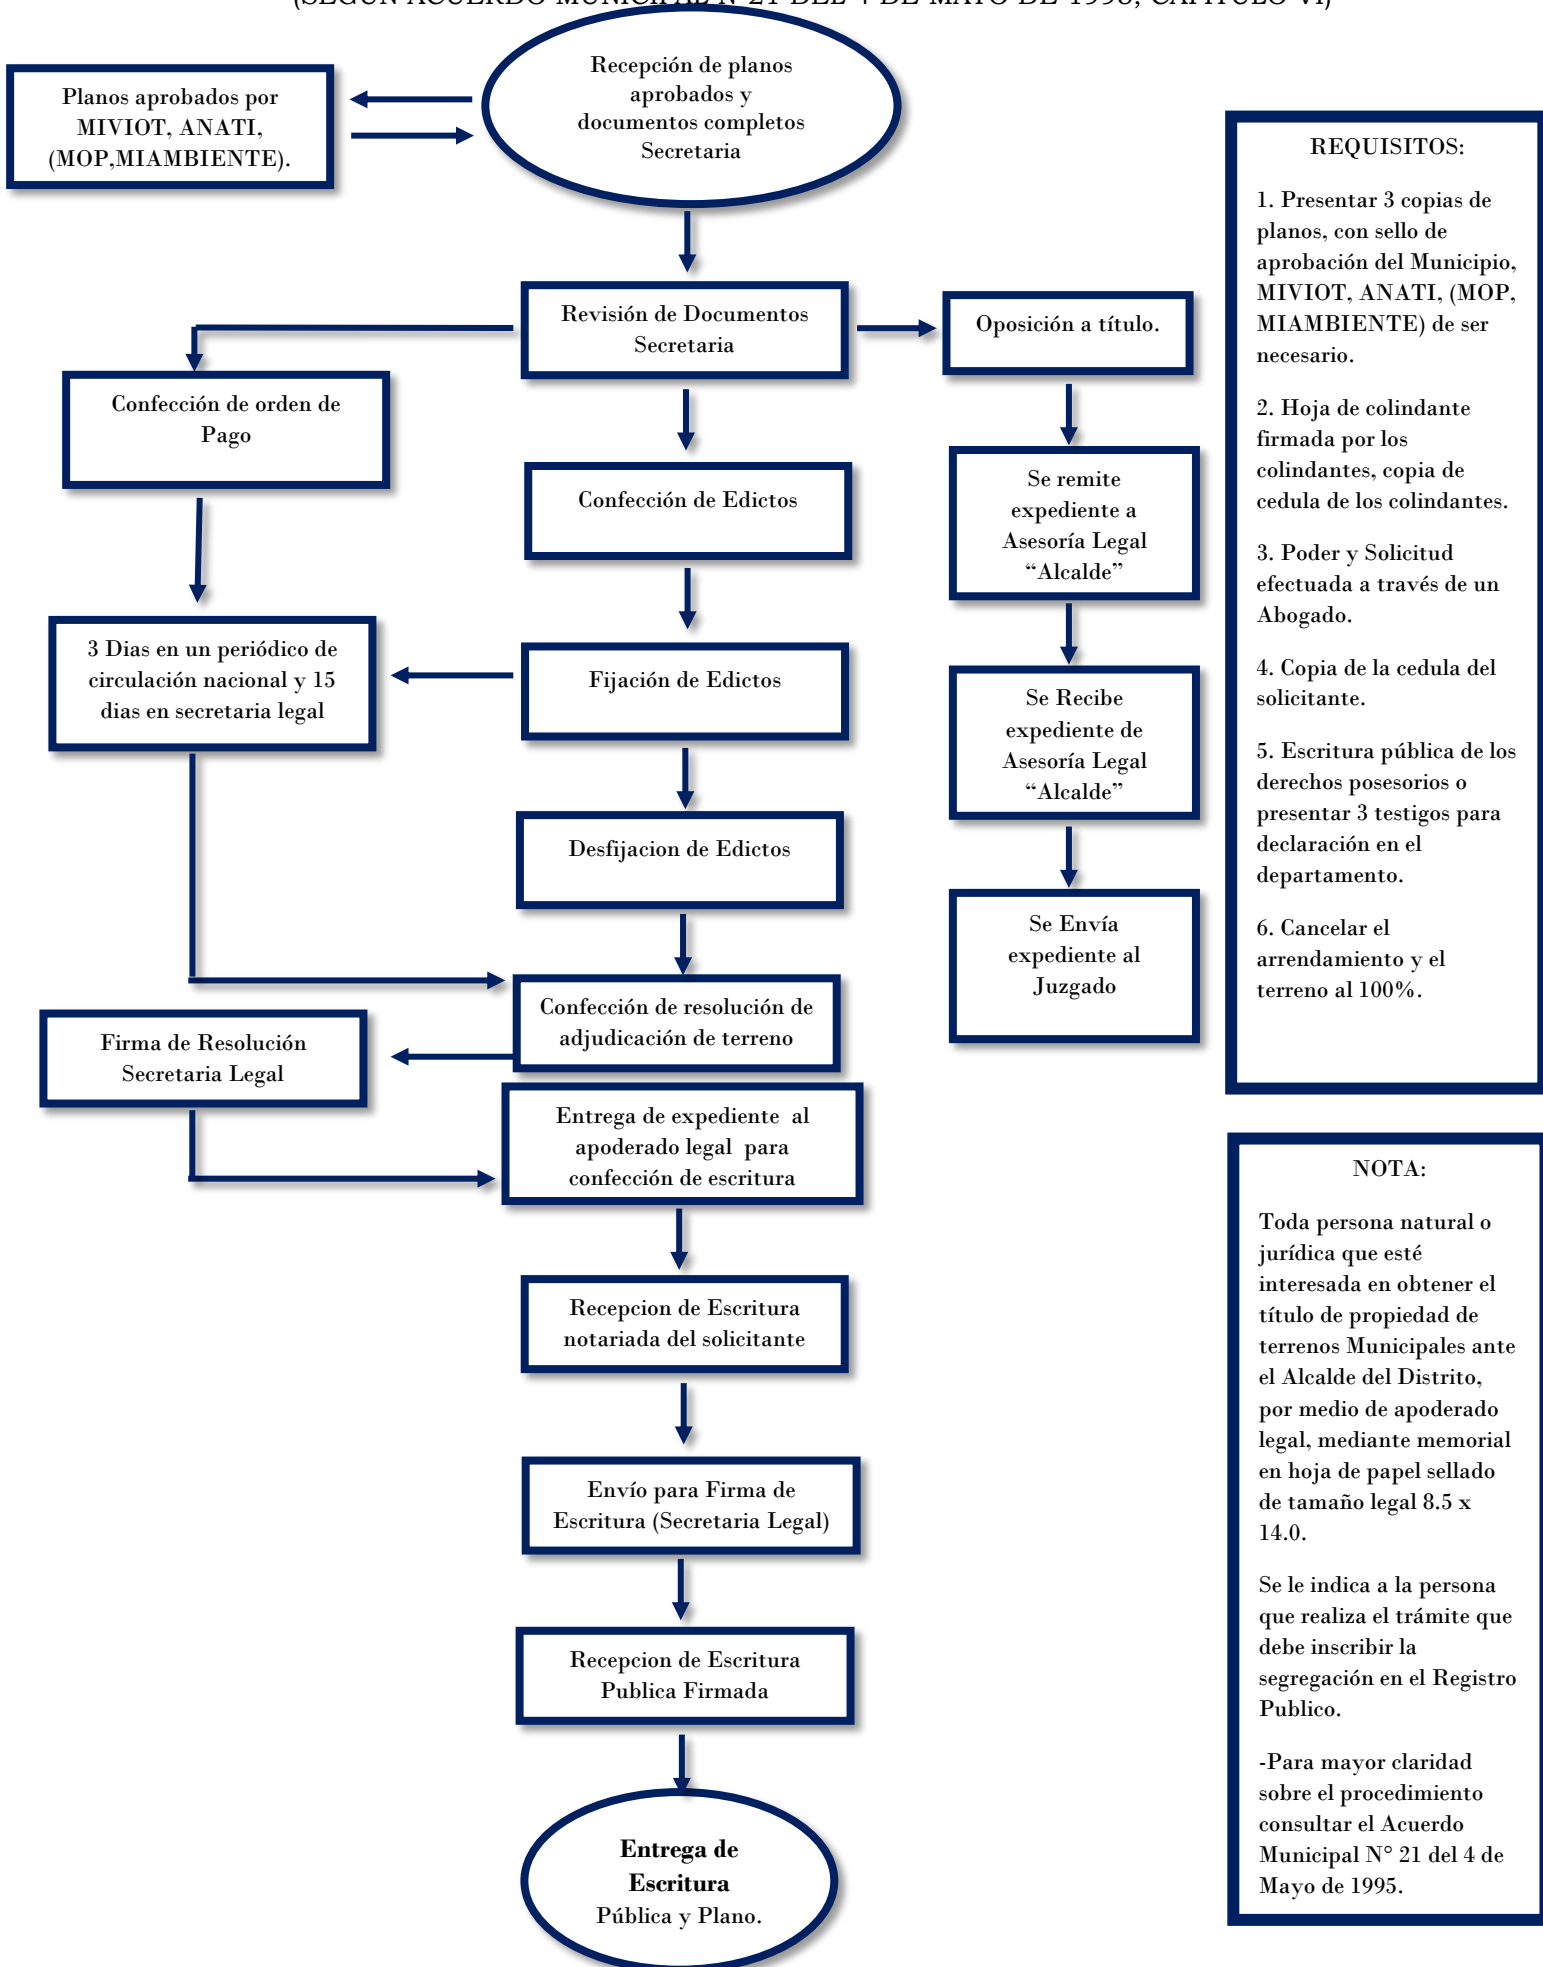 (SEGÚN ACUERDO MUNICIPAL N°21 DEL 4 DE MAYO DE 1995, CAPITULO VI)
Recepción de planos
aprobados y
documentos completos
Secretaria
Planos aprobados por
MIVIOT, ANATI,
(MOP,MIAMBIENTE).
Revisión de Documentos
Secretaria
Oposición a título.
Confección de orden de
Pago
Confección de Edictos
Se remite
expediente a
Asesoría Legal
“Alcalde”
3 Dias en un periódico de
circulación nacional y 15
dias en secretaria legal
Fijación de Edictos
Se Recibe
expediente de
Asesoría Legal
“Alcalde”
Desfijacion de Edictos
Se Envía
expediente al
Juzgado
Confección de resolución de
adjudicación de terreno
Firma de Resolución
Secretaria Legal
Entrega de expediente al
apoderado legal para
confección de escritura
Recepcion de Escritura
notariada del solicitante
Envío para Firma de
Escritura (Secretaria Legal)
Recepcion de Escritura
Publica Firmada
Entrega de
Escritura
Pública y Plano.
REQUISITOS:
1. Presentar 3 copias de
planos, con sello de
aprobación del Municipio,
MIVIOT, ANATI, (MOP,
MIAMBIENTE) de ser
necesario.
2. Hoja de colindante
firmada por los
colindantes, copia de
cedula de los colindantes.
3. Poder y Solicitud
efectuada a través de un
Abogado.
4. Copia de la cedula del
solicitante.
5. Escritura pública de los
derechos posesorios o
presentar 3 testigos para
declaración en el
departamento.
6. Cancelar el
arrendamiento y el
terreno al 100%.
NOTA:
Toda persona natural o
jurídica que esté
interesada en obtener el
título de propiedad de
terrenos Municipales ante
el Alcalde del Distrito,
por medio de apoderado
legal, mediante memorial
en hoja de papel sellado
de tamaño legal 8.5 x
14.0.
Se le indica a la persona
que realiza el trámite que
debe inscribir la
segregación en el Registro
Publico.
-Para mayor claridad
sobre el procedimiento
consultar el Acuerdo
Municipal N° 21 del 4 de
Mayo de 1995.